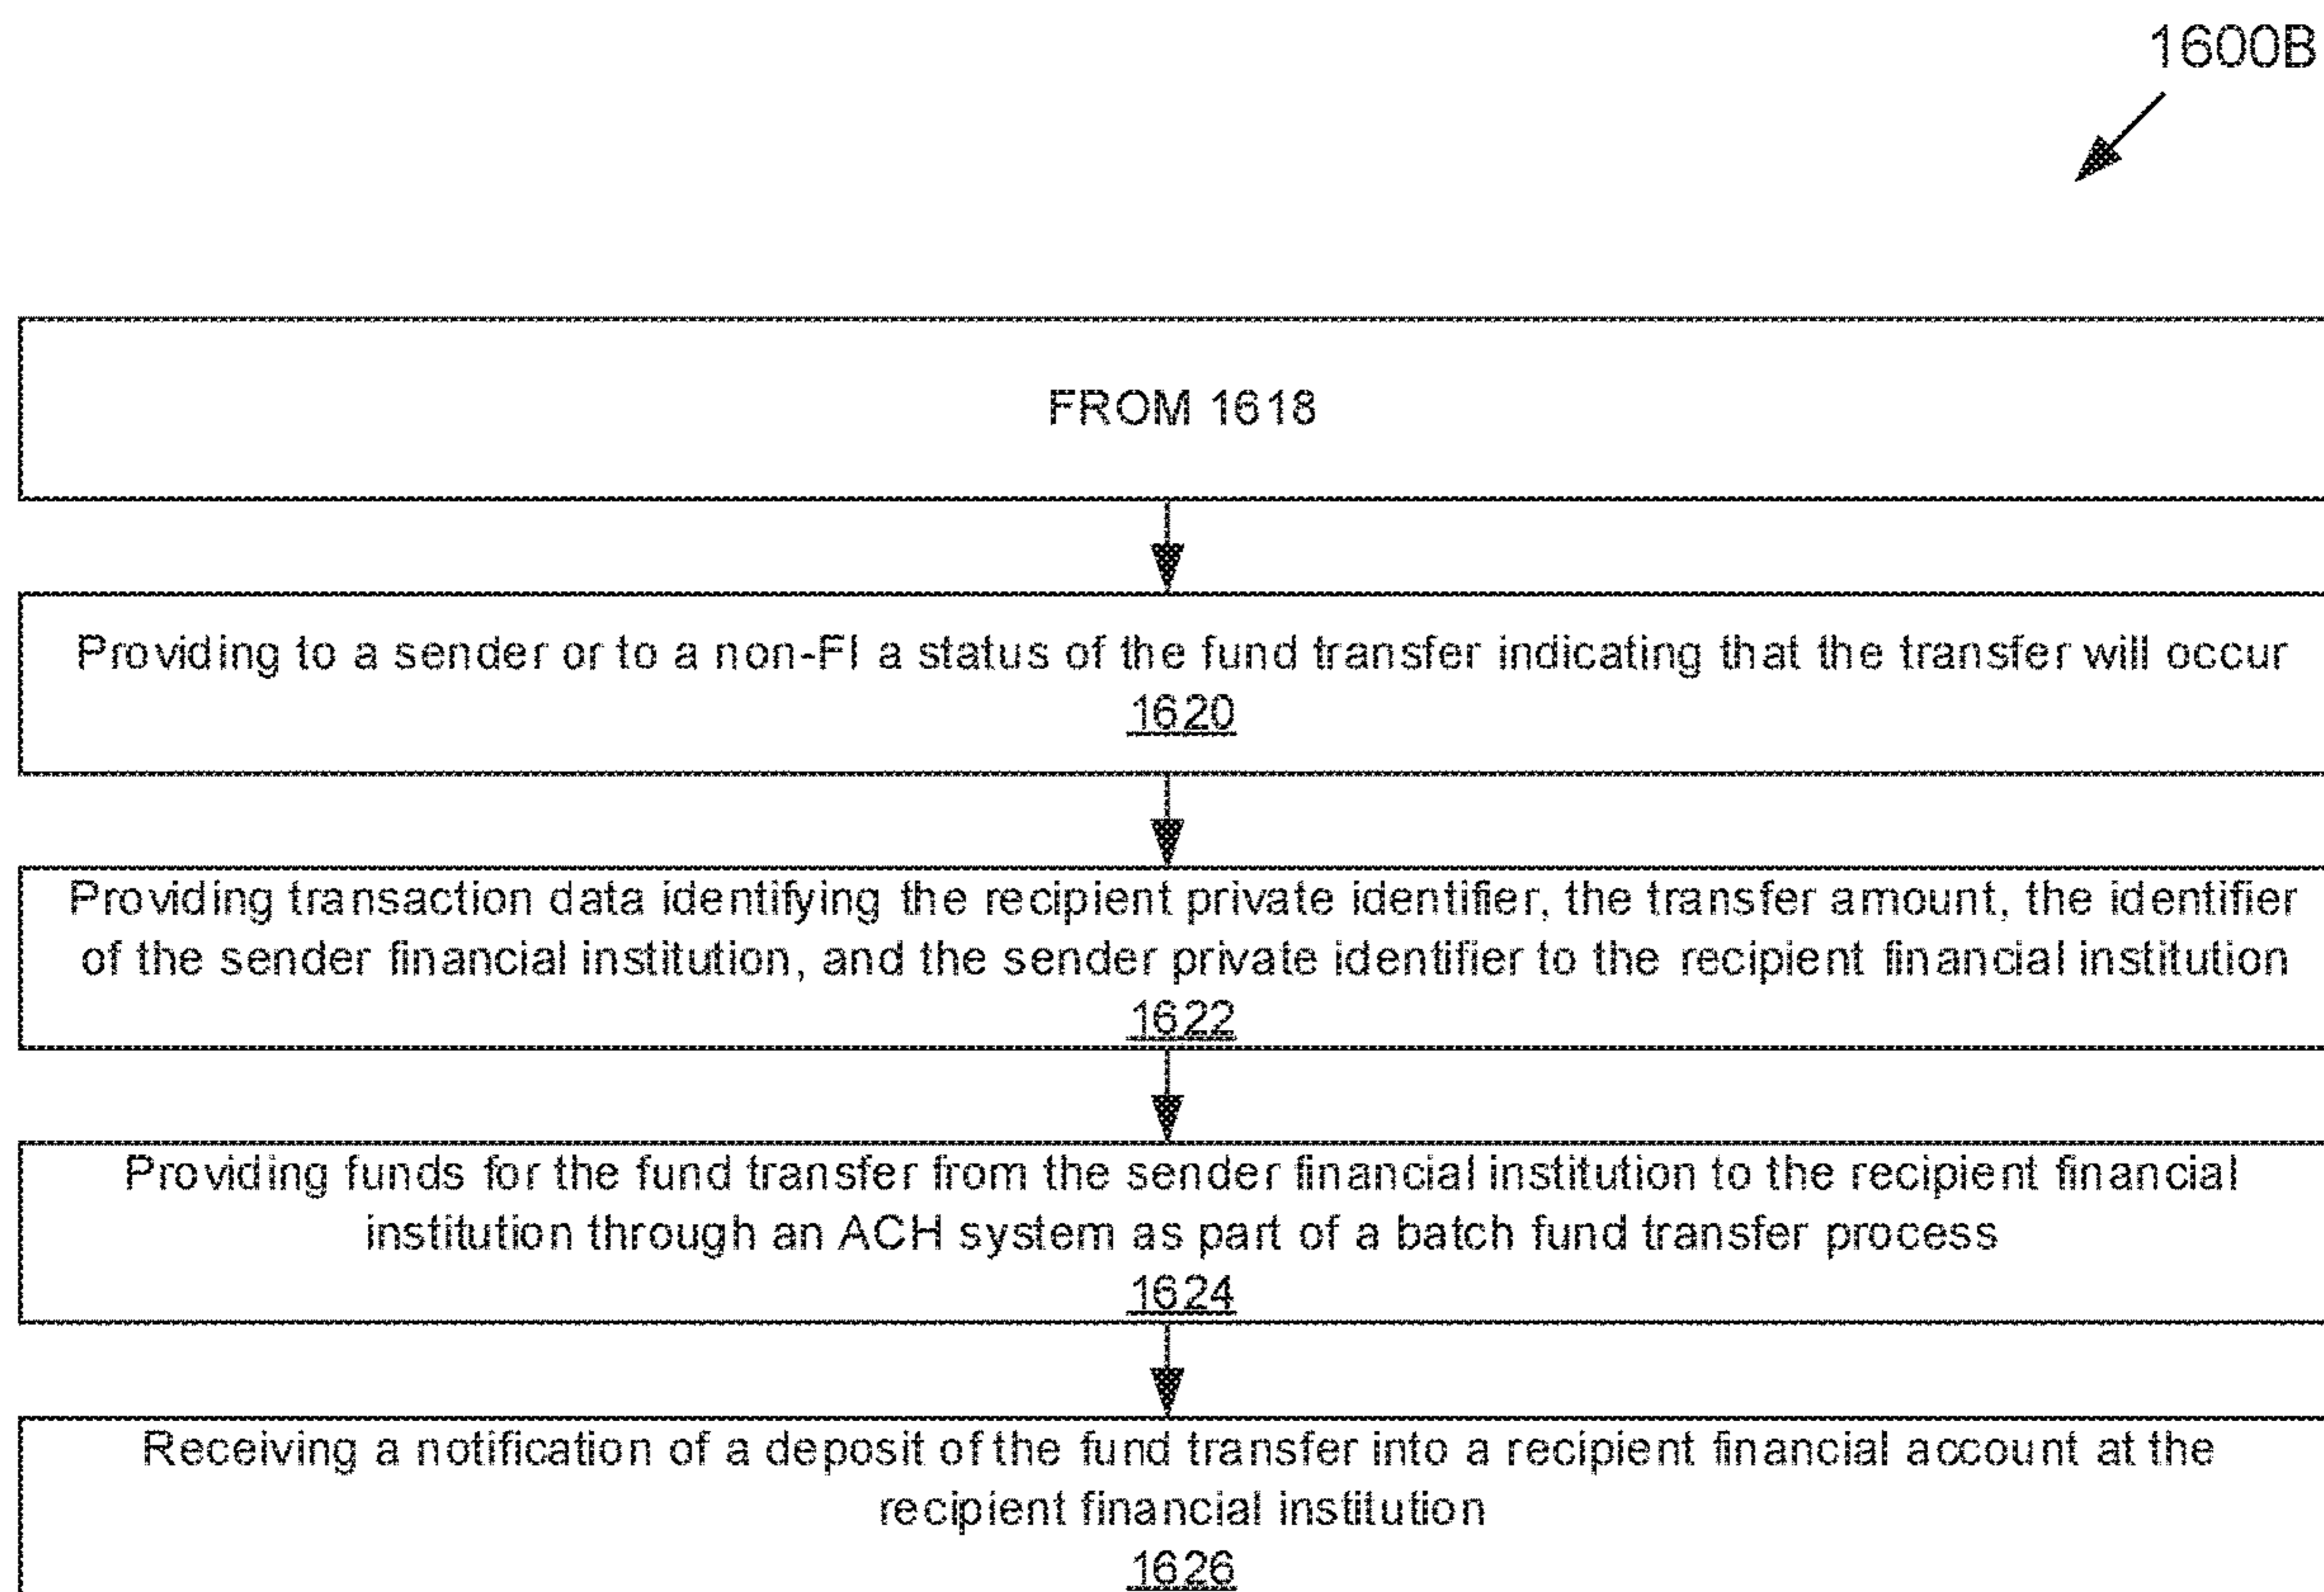 1600B
FROM 1618
Providing to a sender or to a non-FI a status of the fund transfer indicating that the transfer will occur
1620
Providing transaction data identifying the recipient private identifier, the transfer amount, the identifier
of the sender financial institution, and the sender private identifier to the recipient financial institution
1622
Providing funds for the fund transfer from the sender financial institution to the recipient financial
institution through an ACH system as part of a batch fund transfer process
1624
Receiving a notification of a deposit of the fund transfer into a recipient financial account at the
recipient financial institution
1626